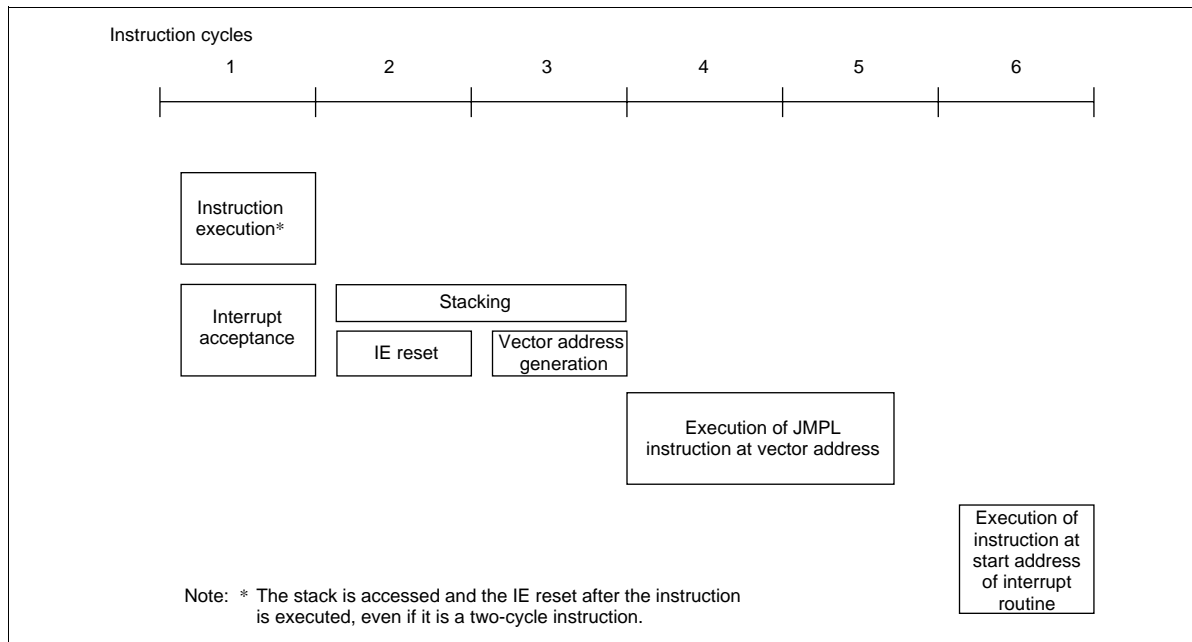 Instruction cycles
1 2 3 4 5 6
Instruction
execution*
Interrupt
acceptance
Stacking
IE reset
Vector address
generation
Execution of JMPL
instruction at vector address
Execution of
instruction at
start address
of interrupt
routine
Note: * The stack is accessed and the IE reset after the instruction
is executed, even if it is a two-cycle instruction.